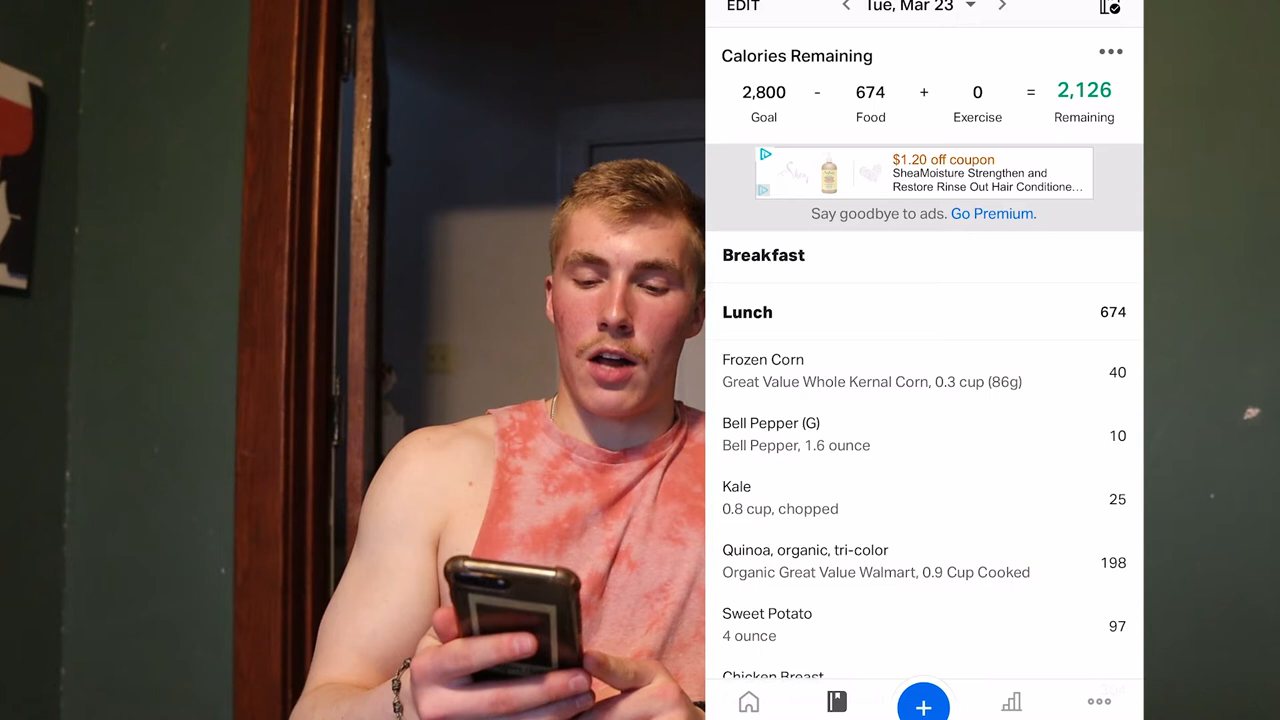 EDIT
Tue, Mar 23
Calories Remaining
2,800 - 674 + 0 = 2,126
Goal Food Exercise Remaining
$1.20 off coupon
SheaMoisture Strengthen and
Restore Rinse Out Hair Conditione...
Say goodbye to ads. Go Premium.
Breakfast
Lunch 674
Frozen Corn
Great Value Whole Kernal Corn, 0.3 cup (86g)
40
Bell Pepper (G)
Bell Pepper, 1.6 ounce
10
Kale
0.8 cup, chopped
25
Quinoa, organic, tri-color
Organic Great Value Walmart, 0.9 Cup Cooked
198
Sweet Potato
4 ounce
97
Chicken Breast